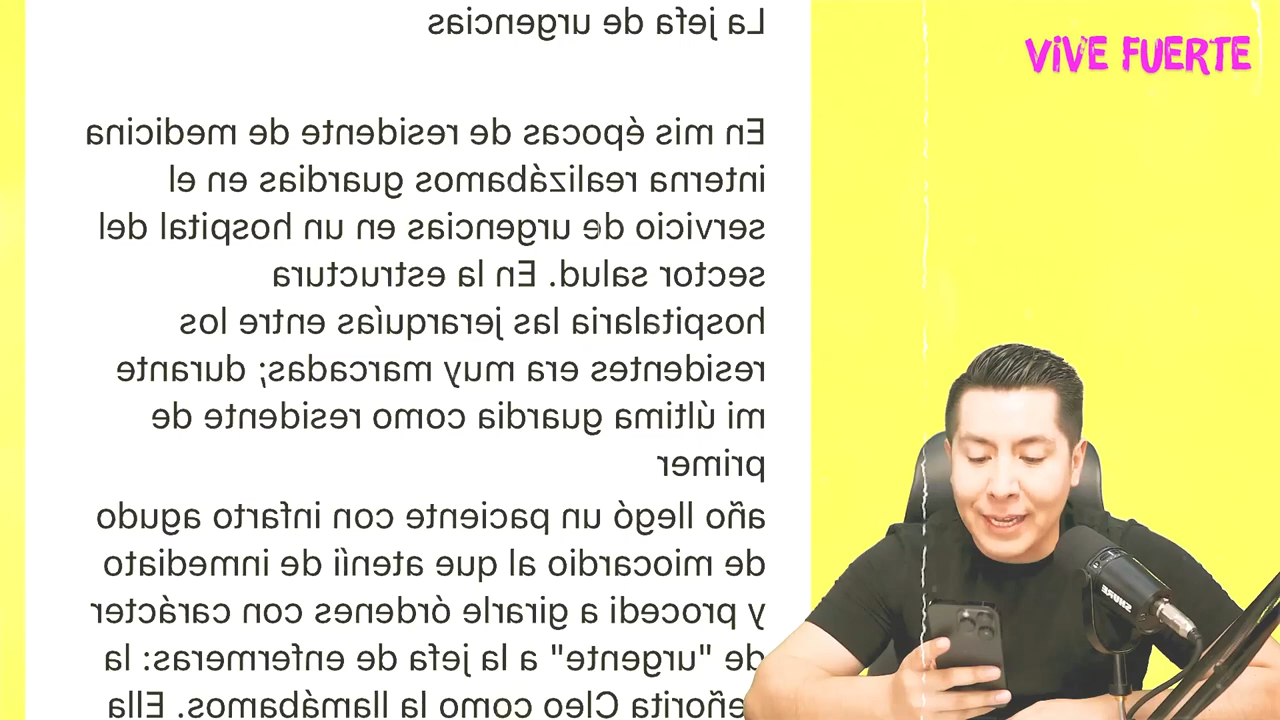 La jefa de urgencias
ViVE FUERTE
En mis épocas de residente de medicina
interna realizábamos guardias en el
servicio de urgencias en un hospital del
sector salud. En la estructura
hospitalaria las jerarquías entre los
residentes era muy marcadas; durante
mi última guardia como residente de
primer
año llegó un paciente con infarto agudo
de miocardio al que ateníi de inmediato
y procedi a girarle órdenes con carácter
de "urgente" a la jefa de enfermeras: la
señorita Cleo como la llamábamos. Ella
SHURE